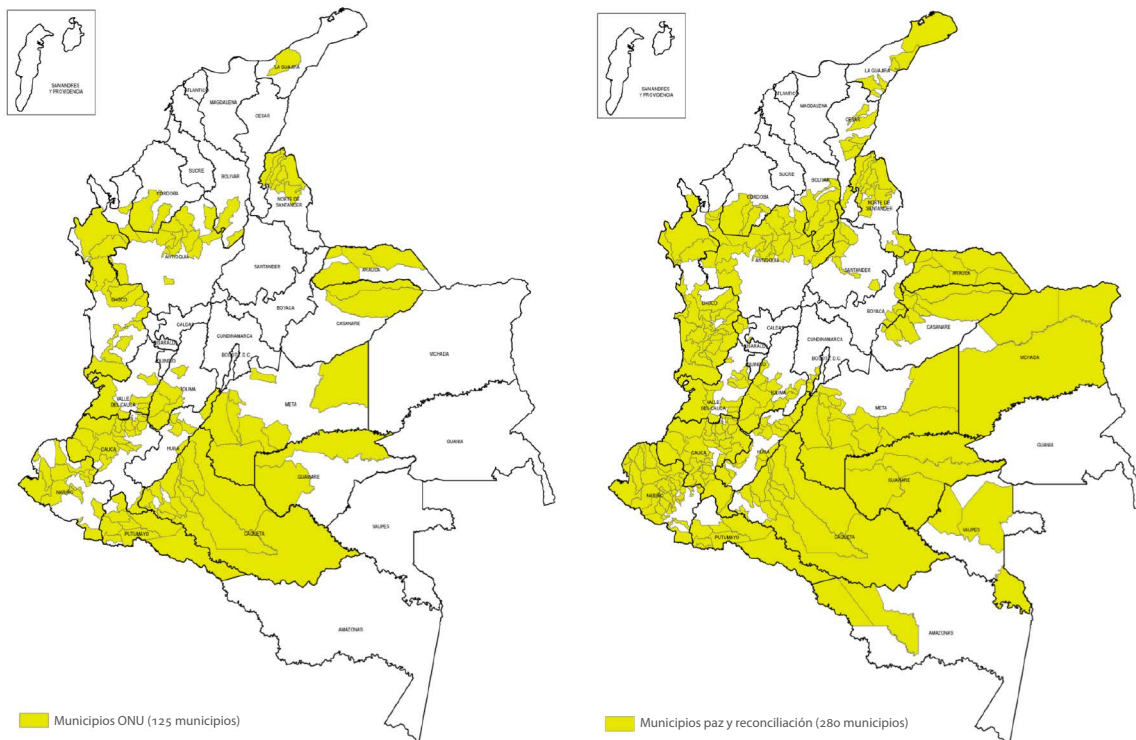 SAN ANDRES
Y PROVIDENCIA
LA GUAJIRA
ATLANTICO
MAGDALENA
CESAR
SUCRE
BOLIVAR
CORDOBA
NORTE DE
SANTANDER
ANTIOQUIA
SANTANDER
ARAUCA
CHOCO
BOYACA
CASANARE
CALDAS
CUNDINAMARCA
RISARALDA
BOGOTA D.C.
QUINDIO
VICHADA
TOLIMA
VALLE
DEL CAUCA
META
CAUCA
HUILA
GUAINIA
GUAVIARE
NARIÑO
VAUPES
PUTUMAYO
CAQUETA
AMAZONAS
Municipios ONU (125 municipios)
SAN ANDRES
Y PROVIDENCIA
LA GUAJIRA
ATLANTICO
MAGDALENA
CESAR
SUCRE
BOLIVAR
CORDOBA
NORTE DE
SANTANDER
ANTIOQUIA
SANTANDER
ARAUCA
CHOCO
BOYACA
CASANARE
CALDAS
CUNDINAMARCA
RISARALDA
BOGOTA D.C.
QUINDIO
VICHADA
TOLIMA
VALLE
DEL CAUCA
META
CAUCA
HUILA
GUAINIA
GUAVIARE
NARIÑO
VAUPES
PUTUMAYO
CAQUETA
AMAZONAS
Municipios paz y reconciliación (280 municipios)